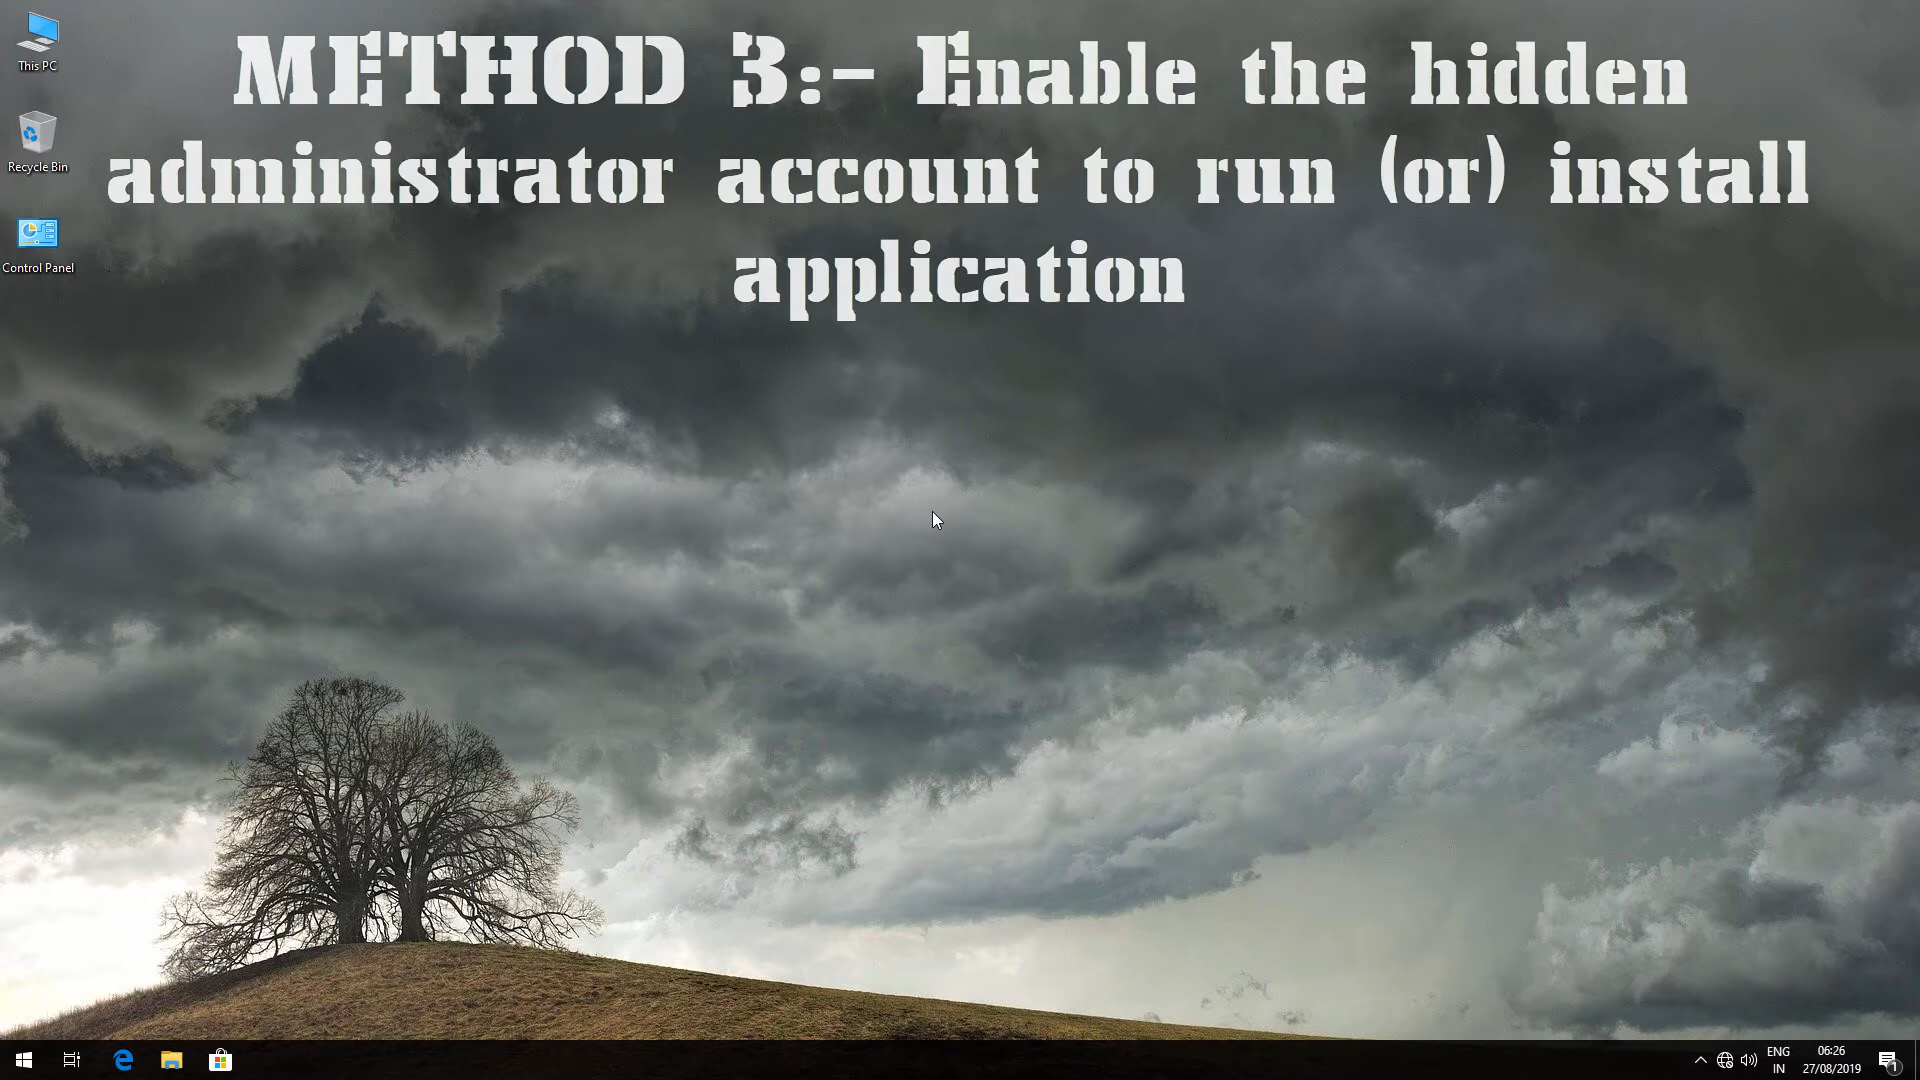 This PC
METHOD 3:- Enable the hidden
administrator account to run (or) install
application
Recycle Bin
Control Panel
ENG
IN
06:26
27/08/2019
1